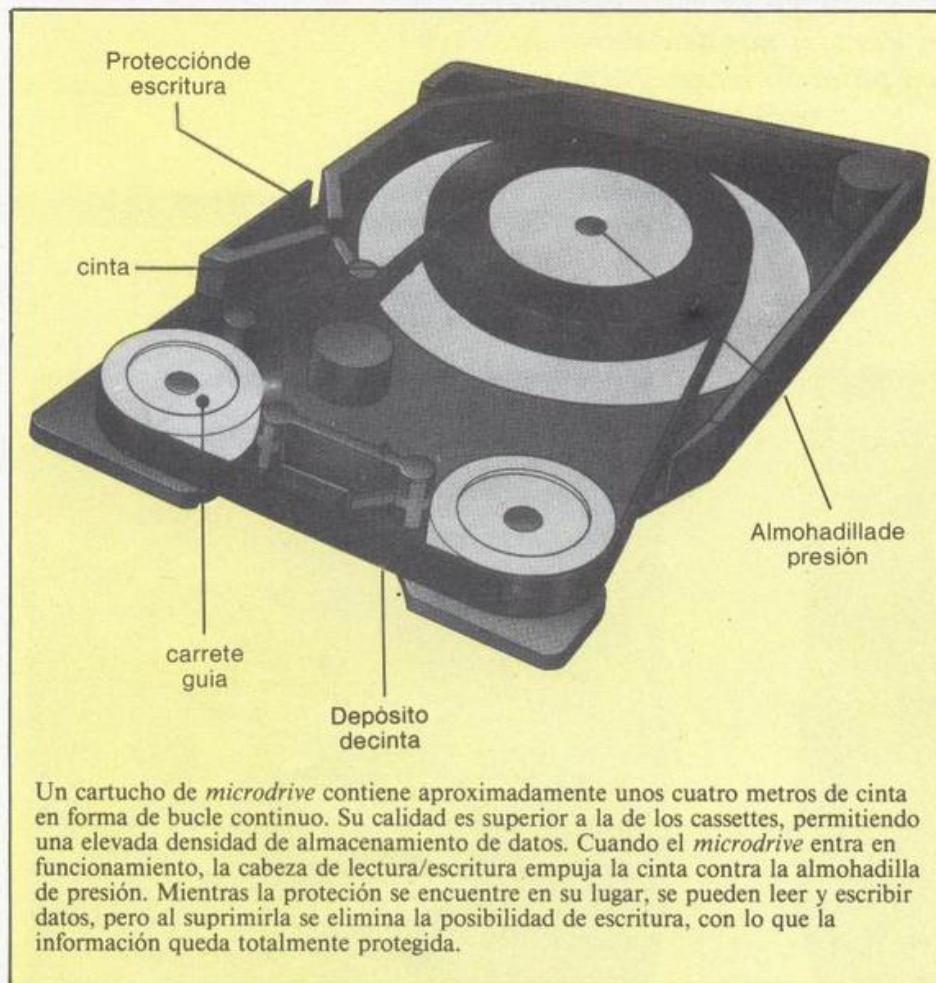 Protecciónde
escritura
cinta
Almohadillade
presión
carrete
guia
Depósito
decinta
Un cartucho de microdrive contiene aproximadamente unos cuatro metros de cinta
en forma de bucle continuo. Su calidad es superior a la de los cassettes, permitiendo
una elevada densidad de almacenamiento de datos. Cuando el microdrive entra en
funcionamiento, la cabeza de lectura/escritura empuja la cinta contra la almohadilla
de presión. Mientras la proteción se encuentre en su lugar, se pueden leer y escribir
datos, pero al suprimirla se elimina la posibilidad de escritura, con lo que la
información queda totalmente protegida.